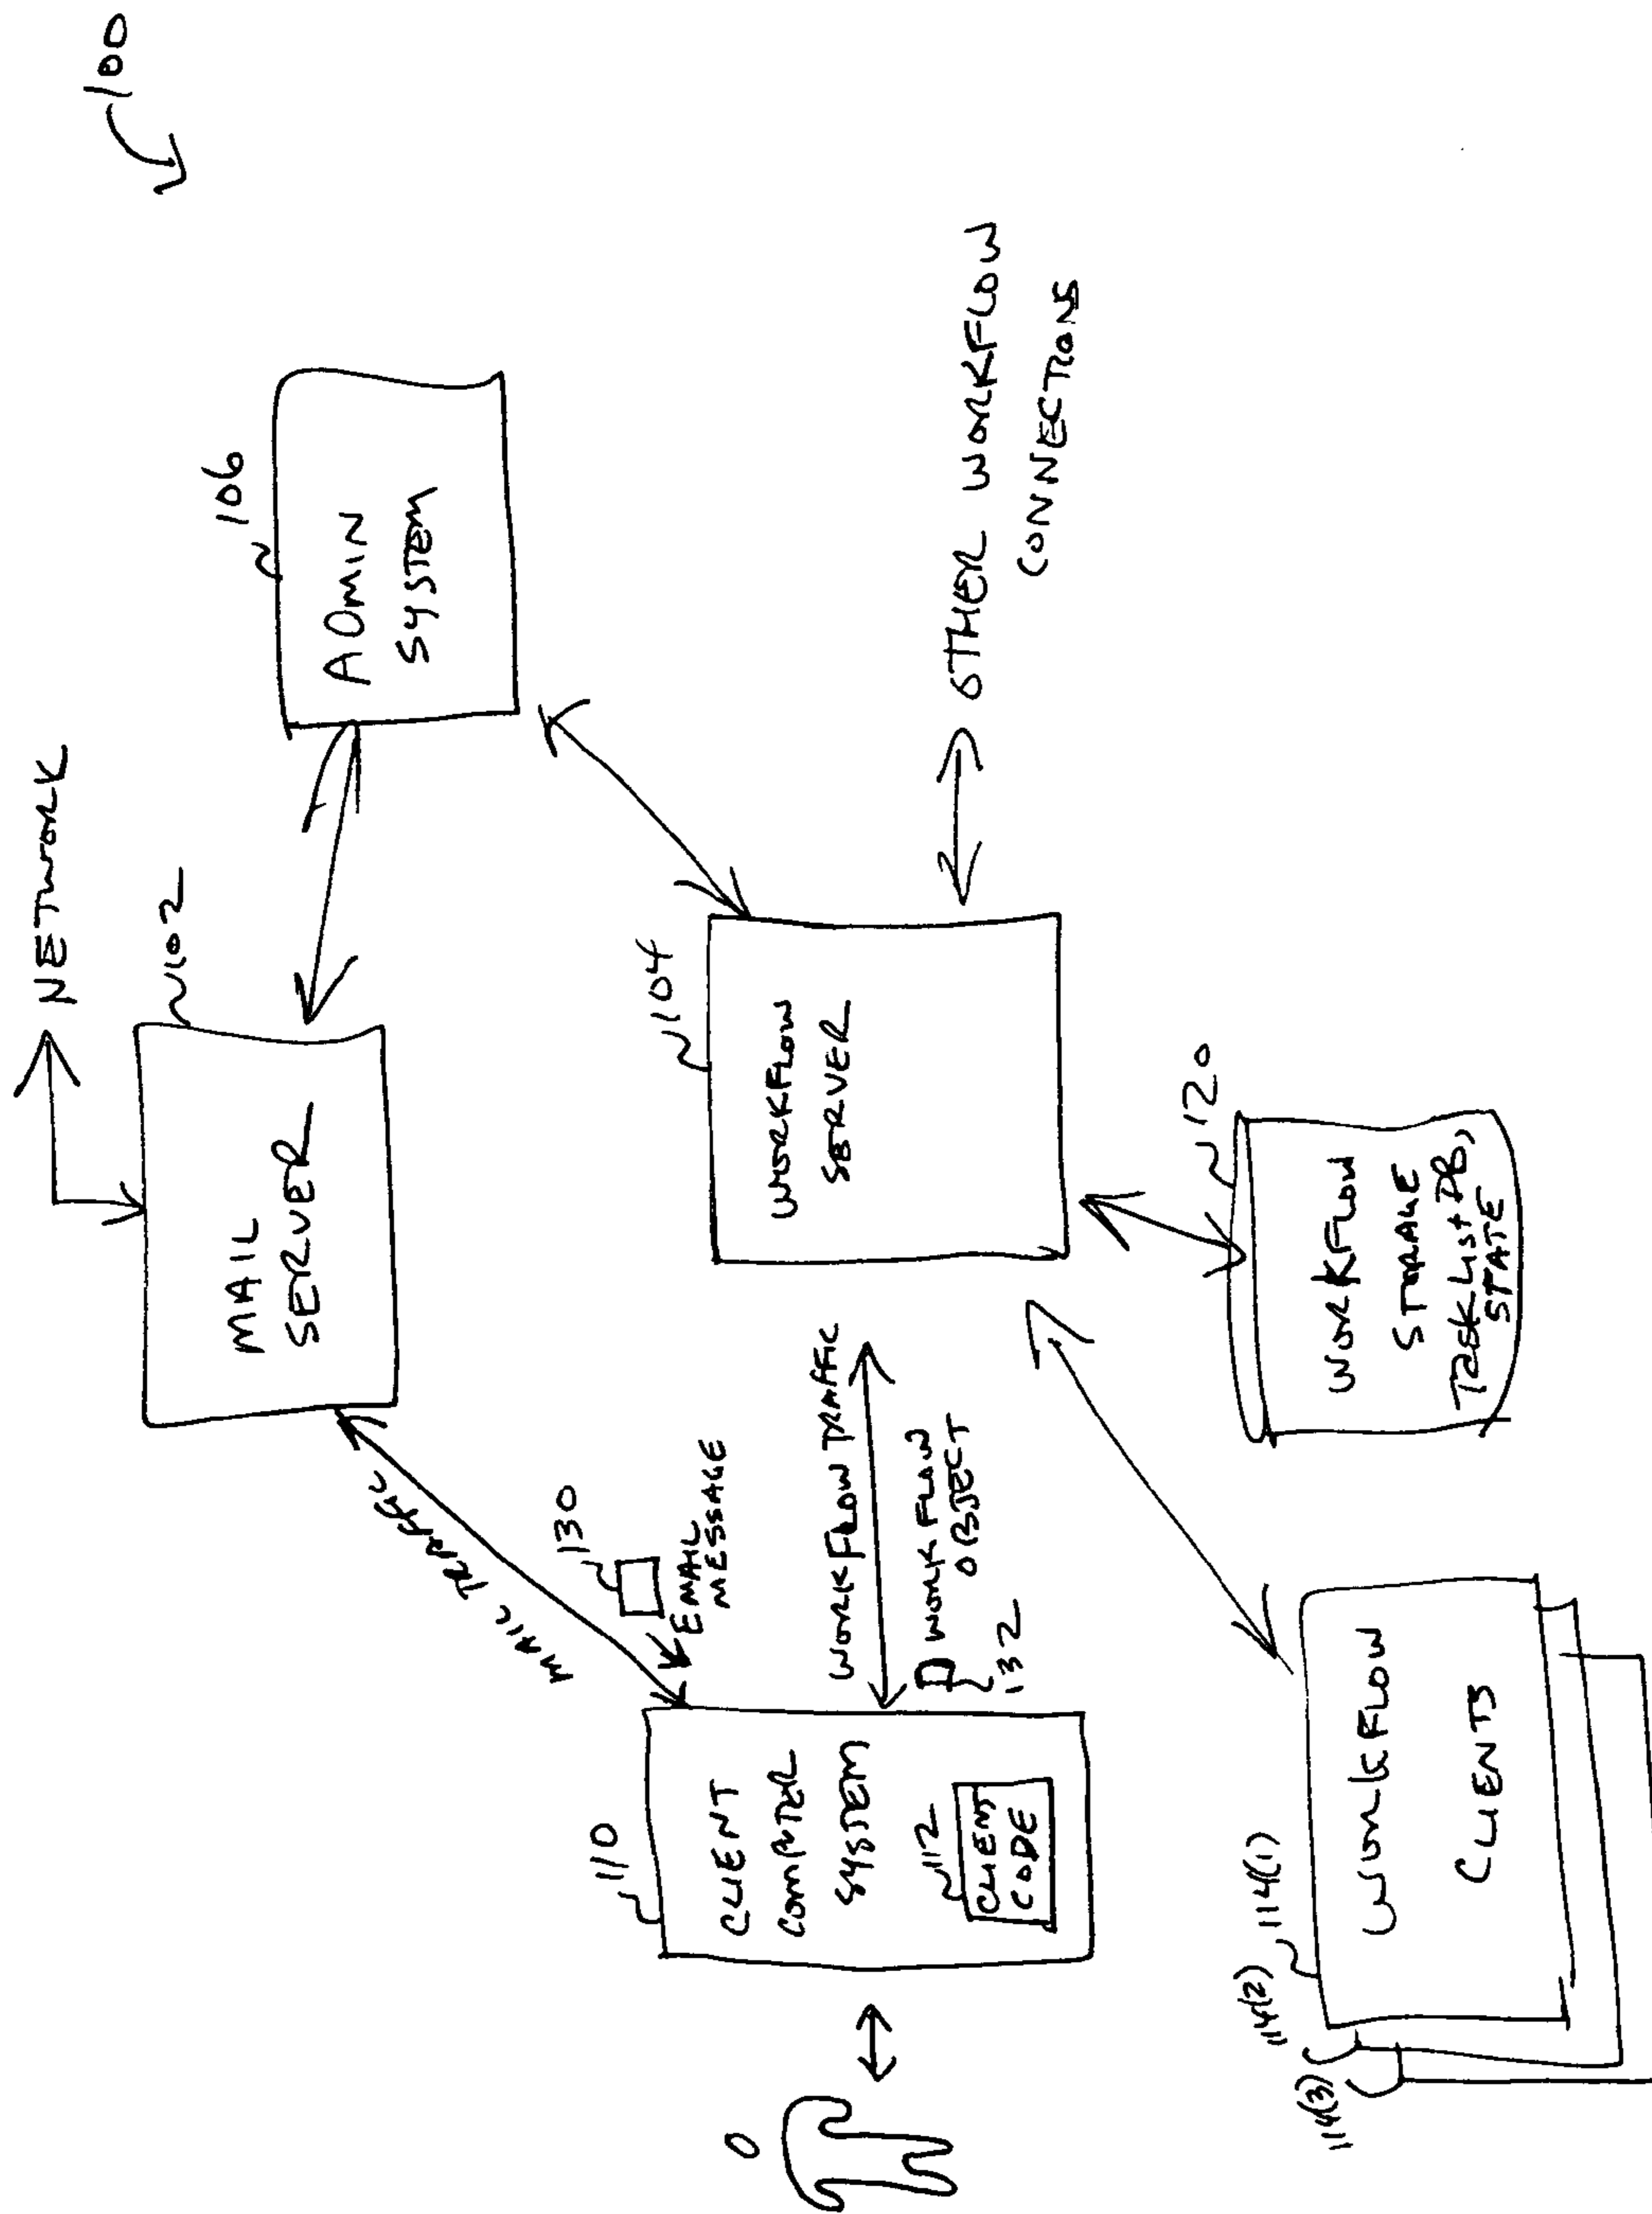 100
NETWORK
102
MAIL
SERVER
106
ADMIN
SYSTEM
MAIL TRAFFIC
130
EMAIL
MESSAGE
104
WORKFLOW
SERVER
OTHER WORKFLOW
CONNECTIONS
110
CLIENT
COMPUTER
SYSTEM
112
CLIENT
CODE
WORKFLOW TRAFFIC
WORKFLOW
OBJECT
132
120
WORKFLOW
STORAGE
Task List DB,
STATE
114(1)
114(2)
114(3)
WORKFLOW
CLIENTS